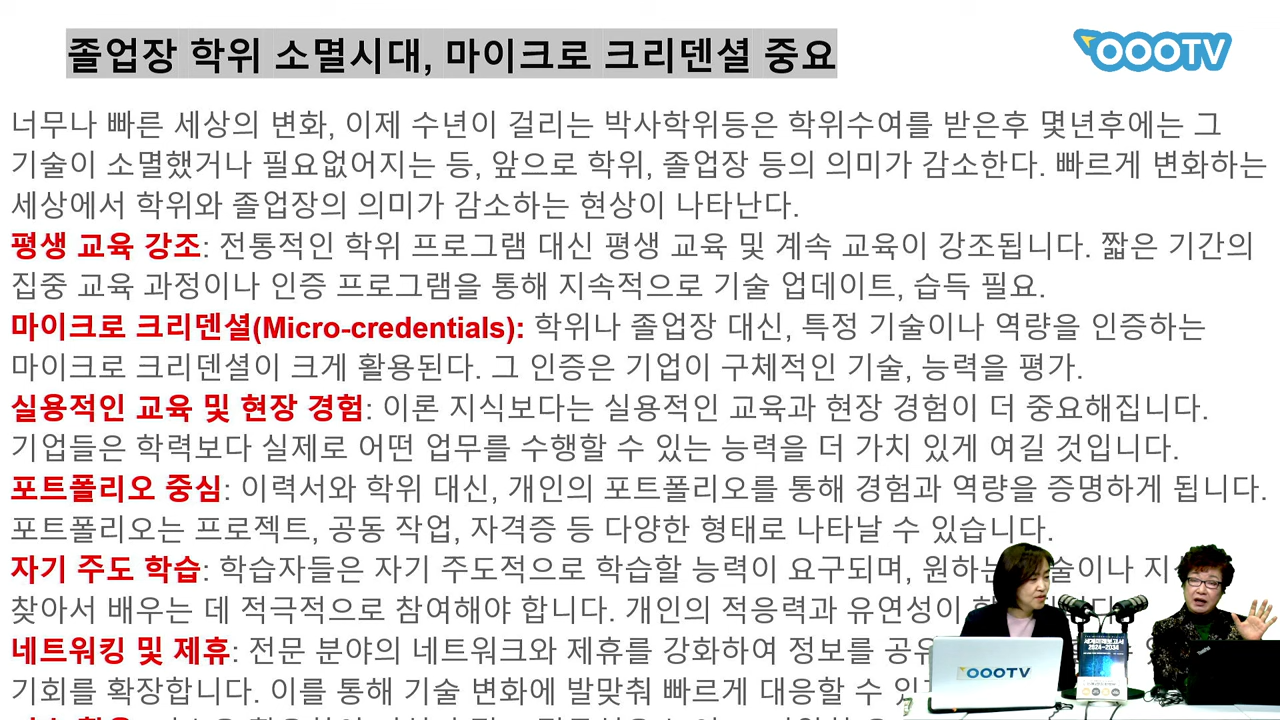 졸업장 학위 소멸시대, 마이크로 크리덴셜 중요
OOOTV
너무나 빠른 세상의 변화, 이제 수년이 걸리는 박사학위등은 학위수여를 받은후 몇년후에는 그
기술이 소멸했거나 필요없어지는 등, 앞으로 학위, 졸업장 등의 의미가 감소한다. 빠르게 변화하는
세상에서 학위와 졸업장의 의미가 감소하는 현상이 나타난다.
평생 교육 강조: 전통적인 학위 프로그램 대신 평생 교육 및 계속 교육이 강조됩니다. 짧은 기간의
집중 교육 과정이나 인증 프로그램을 통해 지속적으로 기술 업데이트, 습득 필요.
마이크로 크리덴셜(Micro-credentials): 학위나 졸업장 대신, 특정 기술이나 역량을 인증하는
마이크로 크리덴셜이 크게 활용된다. 그 인증은 기업이 구체적인 기술, 능력을 평가.
실용적인 교육 및 현장 경험: 이론 지식보다는 실용적인 교육과 현장 경험이 더 중요해집니다.
기업들은 학력보다 실제로 어떤 업무를 수행할 수 있는 능력을 더 가치 있게 여길 것입니다.
포트폴리오 중심: 이력서와 학위 대신, 개인의 포트폴리오를 통해 경험과 역량을 증명하게 됩니다.
포트폴리오는 프로젝트, 공동 작업, 자격증 등 다양한 형태로 나타날 수 있습니다.
자기 주도 학습: 학습자들은 자기 주도적으로 학습할 능력이 요구되며,
찾아서 배우는 데 적극적으로 참여해야 합니다. 개인의 적응력과 유연성이
네트워킹 및 제휴: 전문 분야의 네트워크와 제휴를 강화하여 정보를
기회를 확장합니다. 이를 통해 기술 변화에 발맞춰 빠르게 대응할 수
OOOTV
2024-2034